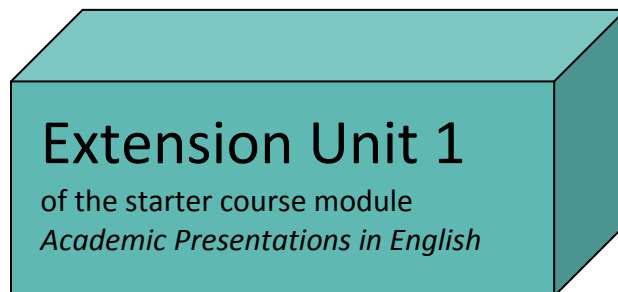 Extension Unit 1
of the starter course module
Academic Presentations in English